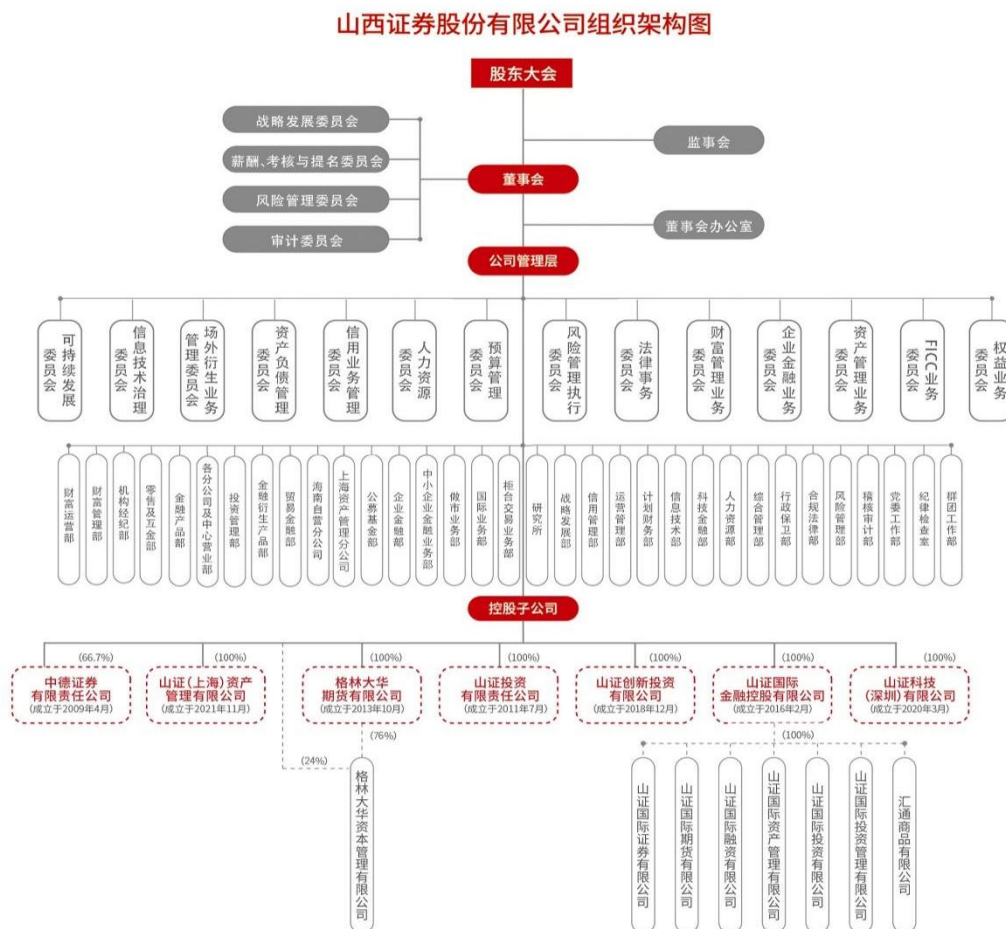 山西证券股份有限公司组织架构图
股东大会
战略发展委员会
监事会
薪酬、考核与提名委员会
董事会
风险管理委员会
董事会办公室
审计委员会
公司管理层
可持续发展
委员会
信息技术治理
委员会
场外衍生业务
管理委员会
资产负债管理
委员会
信用业务管理
委员会
人力资源
委员会
预算管理
委员会
风险管理执行
委员会
法律事务
委员会
财富管理业务
委员会
企业金融业务
委员会
资产管理业务
委员会
FICC业务
委员会
权益业务
委员会
财富运营部
财富管理部
机构经纪部
零售及互金部
金融产品部
各分公司及中心营业部
投资管理部
金融衍生产品部
贸易金融部
海南自营分公司
上海资产管理分公司
公募基金部
企业金融部
中小企业金融业务部
做市业务部
国际业务部
柜台交易业务部
研究所
战略发展部
信用管理部
运营管理部
计划财务部
信息技术部
科技金融部
人力资源部
综合管理部
行政保卫部
合规法律部
风险管理部
稽核审计部
党委工作部
纪律检查室
群团工作部
控股子公司
(66.7%)
(100%)
(100%)
(100%)
(100%)
(100%)
(100%)
中德证券
有限责任公司
(成立于2009年4月)
山证(上海)资产
管理有限公司
(成立于2021年11月)
格林大华
期货有限公司
(成立于2013年10月)
山证投资
有限责任公司
(成立于2011年7月)
山证创新投资
有限公司
(成立于2018年12月)
山证国际
金融控股有限公司
(成立于2016年2月)
山证科技
(深圳)有限公司
(成立于2020年3月)
(76%)
(100%)
(24%)
格林大华资本管理有限公司
山证国际证券有限公司
山证国际期货有限公司
山证国际融资有限公司
山证国际资产管理有限公司
山证国际投资有限公司
山证国际投资管理有限公司
汇通商品有限公司